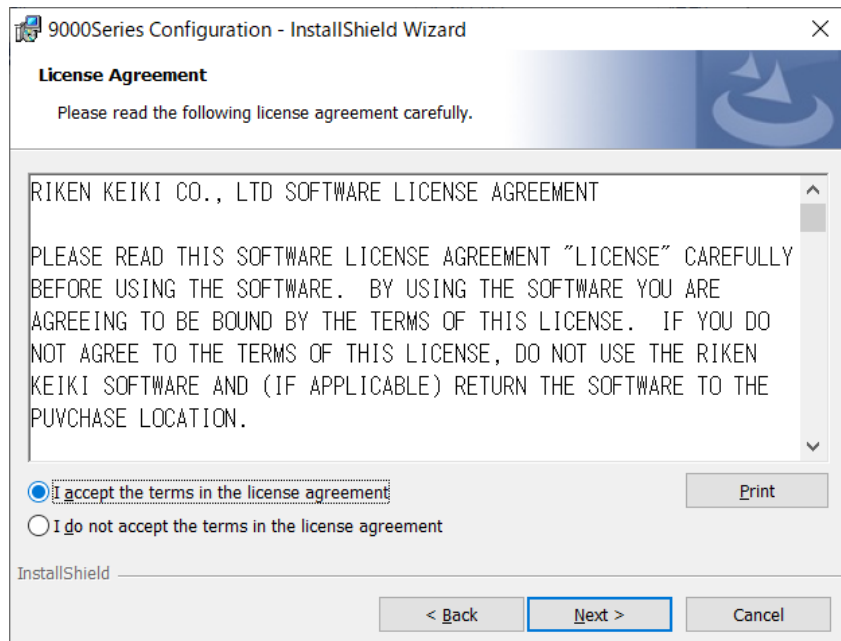 9000Series Configuration - InstallShield Wizard
License Agreement
Please read the following license agreement carefully.
RIKEN KEIKI CO., LTD SOFTWARE LICENSE AGREEMENT
PLEASE READ THIS SOFTWARE LICENSE AGREEMENT "LICENSE" CAREFULLY
BEFORE USING THE SOFTWARE.  BY USING THE SOFTWARE YOU ARE
AGREEING TO BE BOUND BY THE TERMS OF THIS LICENSE.  IF YOU DO
NOT AGREE TO THE TERMS OF THIS LICENSE, DO NOT USE THE RIKEN
KEIKI SOFTWARE AND (IF APPLICABLE) RETURN THE SOFTWARE TO THE
PUVCHASE LOCATION.
I accept the terms in the license agreement
Print
I do not accept the terms in the license agreement
InstallShield
< Back
Next >
Cancel